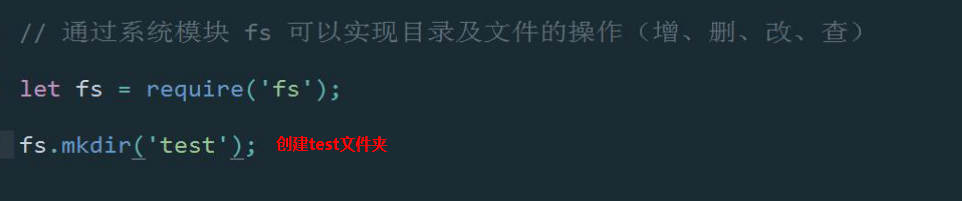 // 通过系统模块 fs 可以实现目录及文件的操作（增、删、改、查）
let fs = require('fs');
fs.mkdir('test'); 创建test文件夹